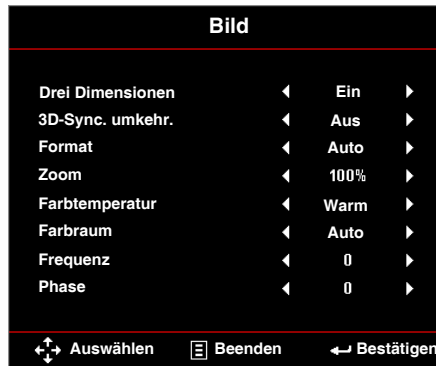 Bild
Drei Dimensionen Ein
3D-Sync. umkehr. Aus
Format Auto
Zoom 100%
Farbtemperatur Warm
Farbraum Auto
Frequenz 0
Phase 0
Auswählen Beenden Bestätigen